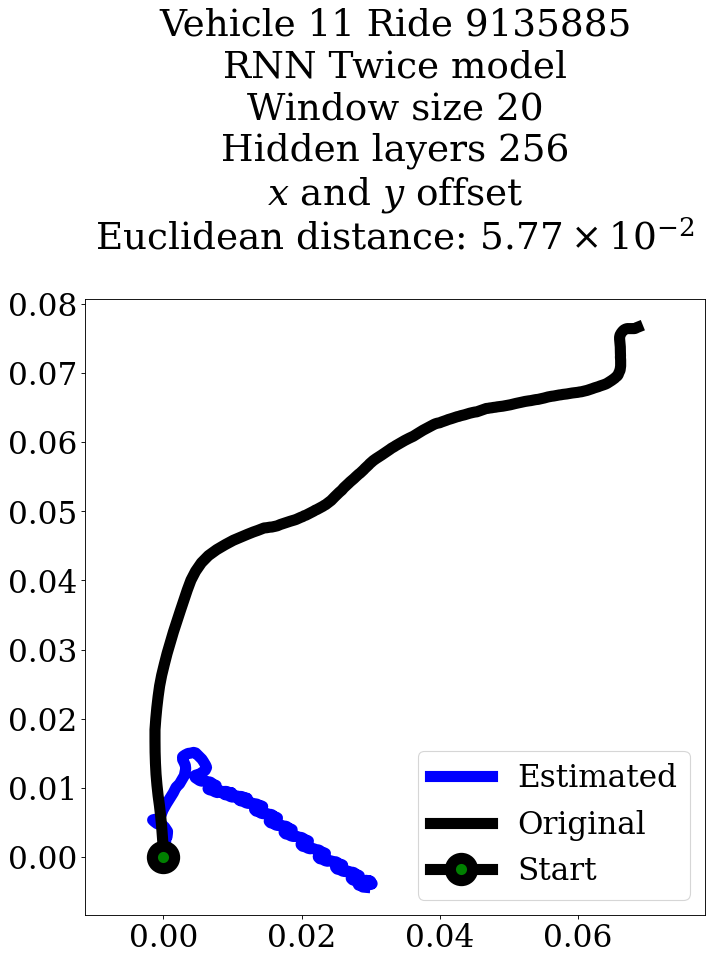 Vehicle 11 Ride 9135885
RNN Twice model
Window size 20
Hidden layers 256
x and y offset
Euclidean distance: 5.77 × 10⁻²
0.08
0.07
0.06
0.05
0.04
0.03
0.02
0.01
0.00
Estimated
Original
Start
0.00 0.02 0.04 0.06